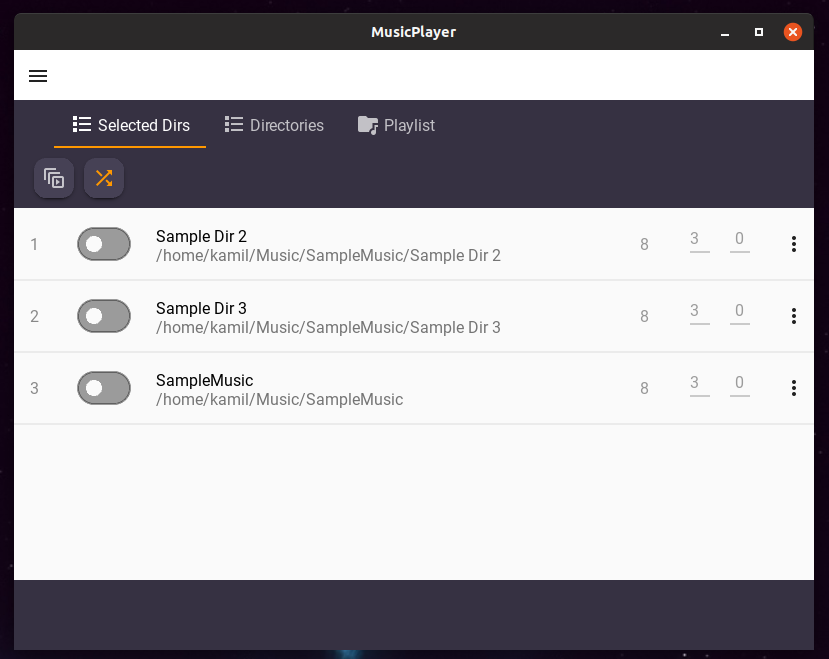 MusicPlayer
Selected Dirs Directories Playlist
1 Sample Dir 2 8 3 0
/home/kamil/Music/SampleMusic/Sample Dir 2
2 Sample Dir 3 8 3 0
/home/kamil/Music/SampleMusic/Sample Dir 3
3 SampleMusic 8 3 0
/home/kamil/Music/SampleMusic